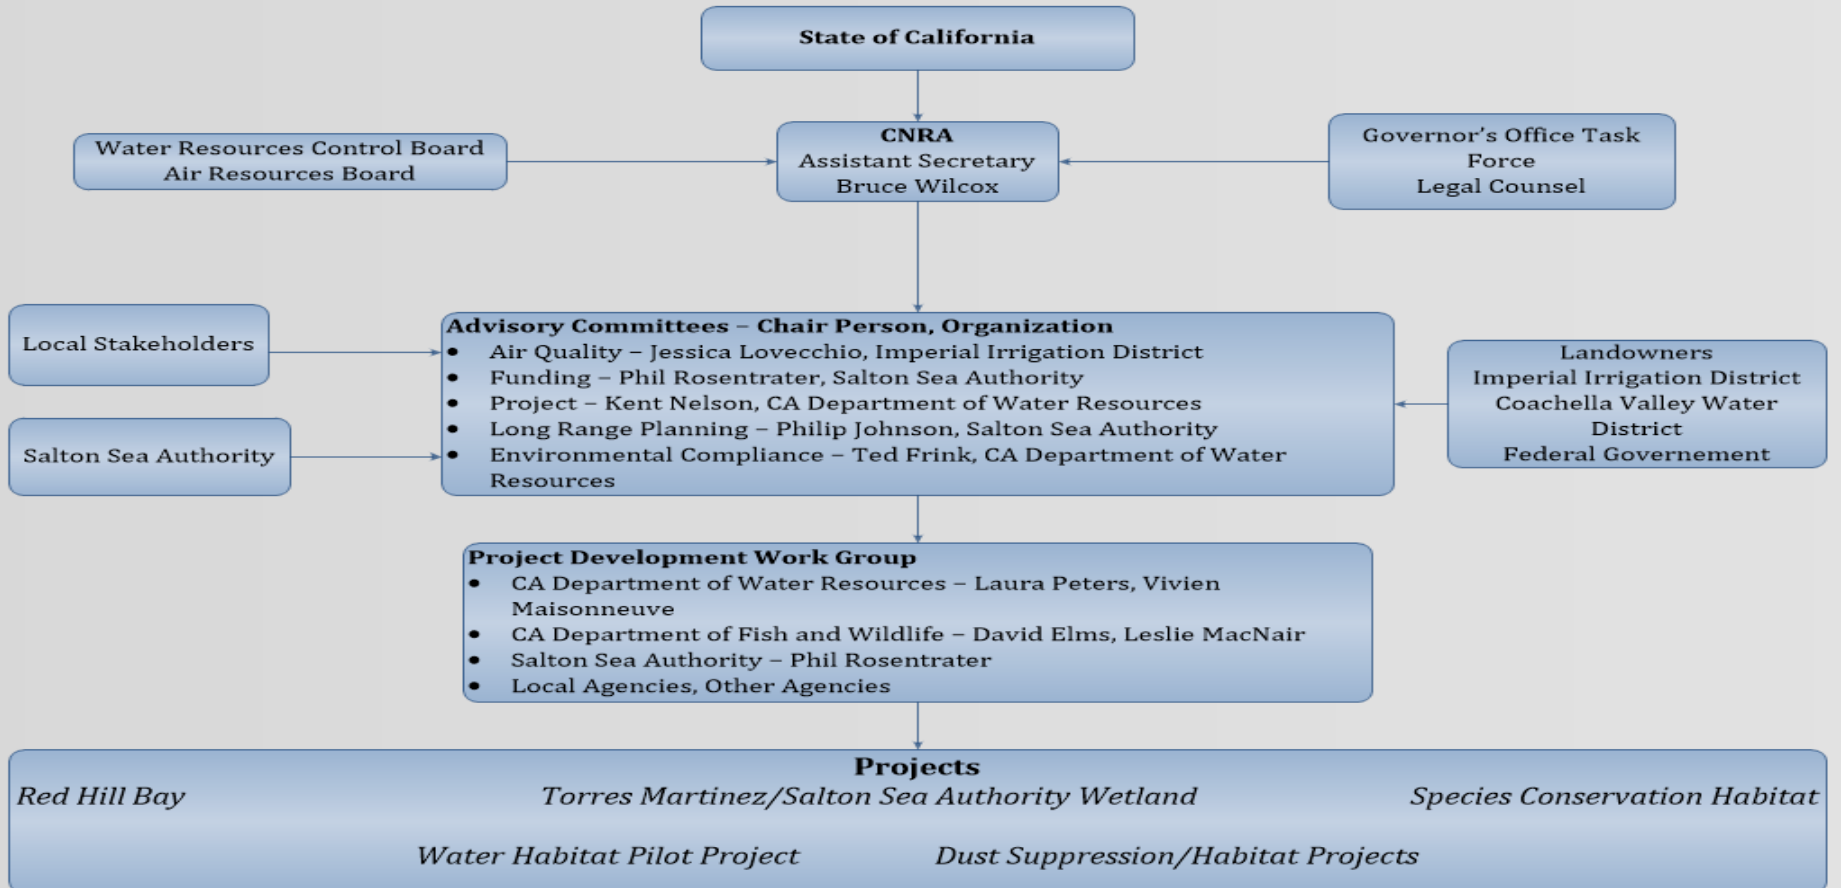 State of California
Water Resources Control Board
Air Resources Board
CNRA
Assistant Secretary
Bruce Wilcox
Governor’s Office Task
Force
Legal Counsel
Local Stakeholders
Salton Sea Authority
Advisory Committees – Chair Person, Organization
• Air Quality – Jessica Lovecchio, Imperial Irrigation District
• Funding – Phil Rosentrater, Salton Sea Authority
• Project – Kent Nelson, CA Department of Water Resources
• Long Range Planning – Philip Johnson, Salton Sea Authority
• Environmental Compliance – Ted Frink, CA Department of Water
Resources
Landowners
Imperial Irrigation District
Coachella Valley Water
District
Federal Governement
Project Development Work Group
• CA Department of Water Resources – Laura Peters, Vivien
Maisonneuve
• CA Department of Fish and Wildlife – David Elms, Leslie MacNair
• Salton Sea Authority – Phil Rosentrater
• Local Agencies, Other Agencies
Projects
Red Hill Bay Torres Martinez/Salton Sea Authority Wetland Species Conservation Habitat
Water Habitat Pilot Project Dust Suppression/Habitat Projects